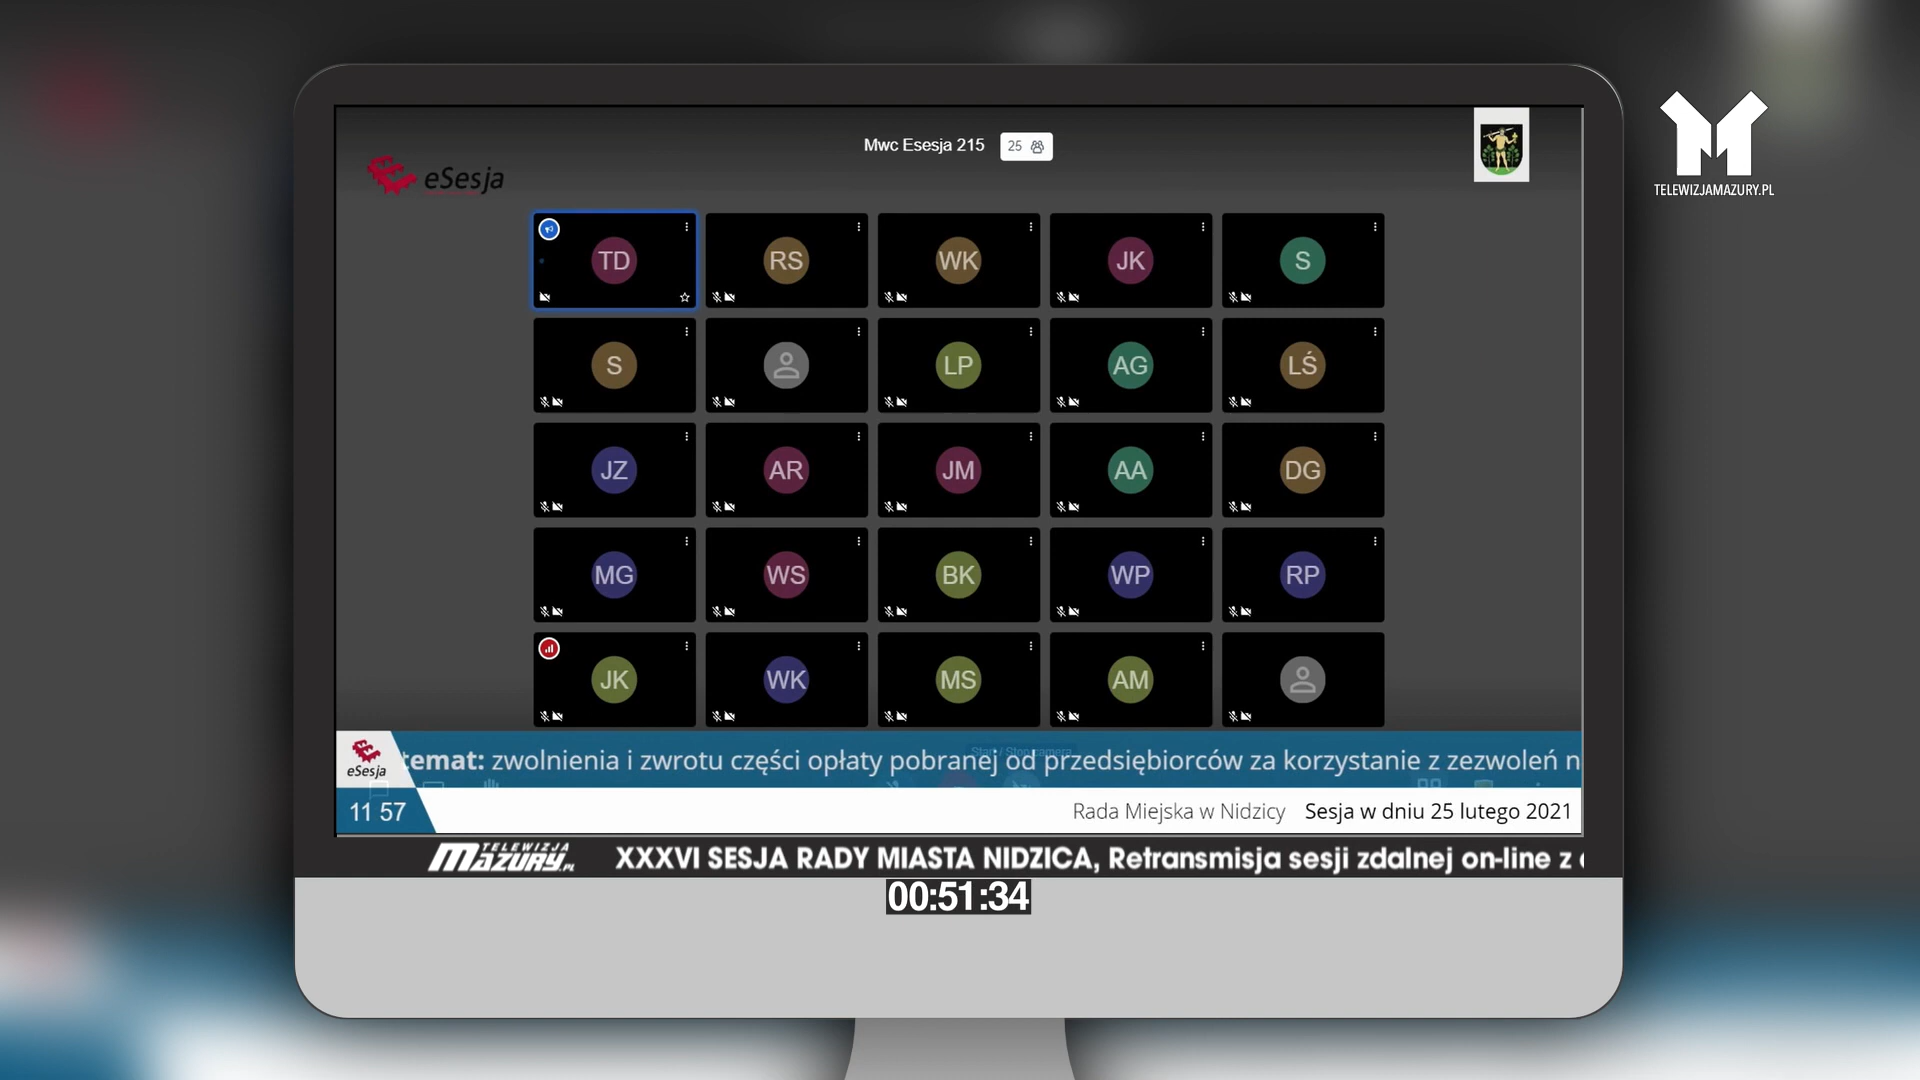 Mwc Esesja 215
25
eSesja
TELEWIZJAMAZURY.PL
TD
RS
WK
JK
S
S
LP
AG
LŚ
JZ
AR
JM
AA
DG
MG
WS
BK
WP
RP
JK
WK
MS
AM
Start / Stop camera
eSesja
temat: zwolnienia i zwrotu części opłaty pobranej od przedsiębiorców za korzystanie z zezwoleń n
11 57
Rada Miejska w Nidzicy Sesja w dniu 25 lutego 2021
TELEWIZJA
MAZURY.PL
XXXVI SESJA RADY MIASTA NIDZICA, Retransmisja sesji zdalnej on-line z
00:51:34